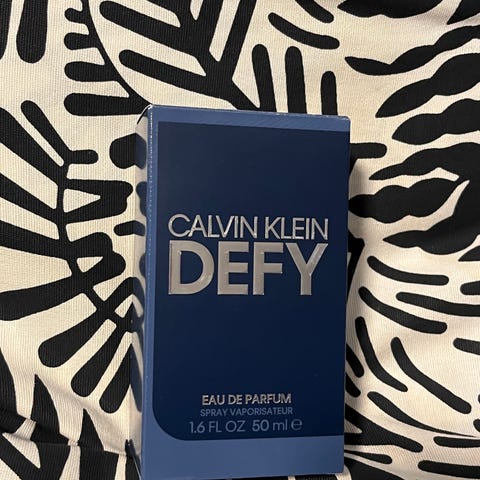 CALVIN KLEIN
DEFY
EAU DE PARFUM
SPRAY VAPORISATEUR
1.6 FL OZ 50 ml ℮